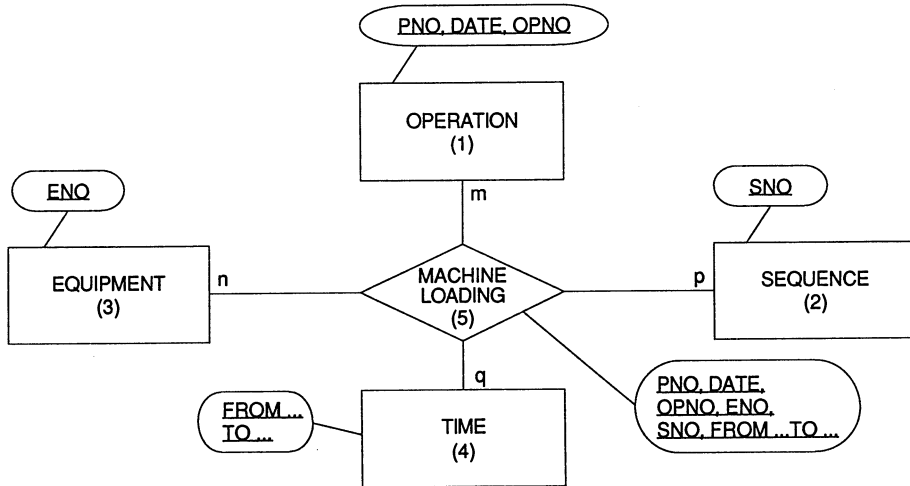 PNO, DATE, OPNO
OPERATION
(1)
m
ENO
SNO
EQUIPMENT
(3)
n
MACHINE
LOADING
(5)
p
SEQUENCE
(2)
q
FROM ...
TO ...
TIME
(4)
PNO, DATE,
OPNO, ENO,
SNO, FROM ...TO ...